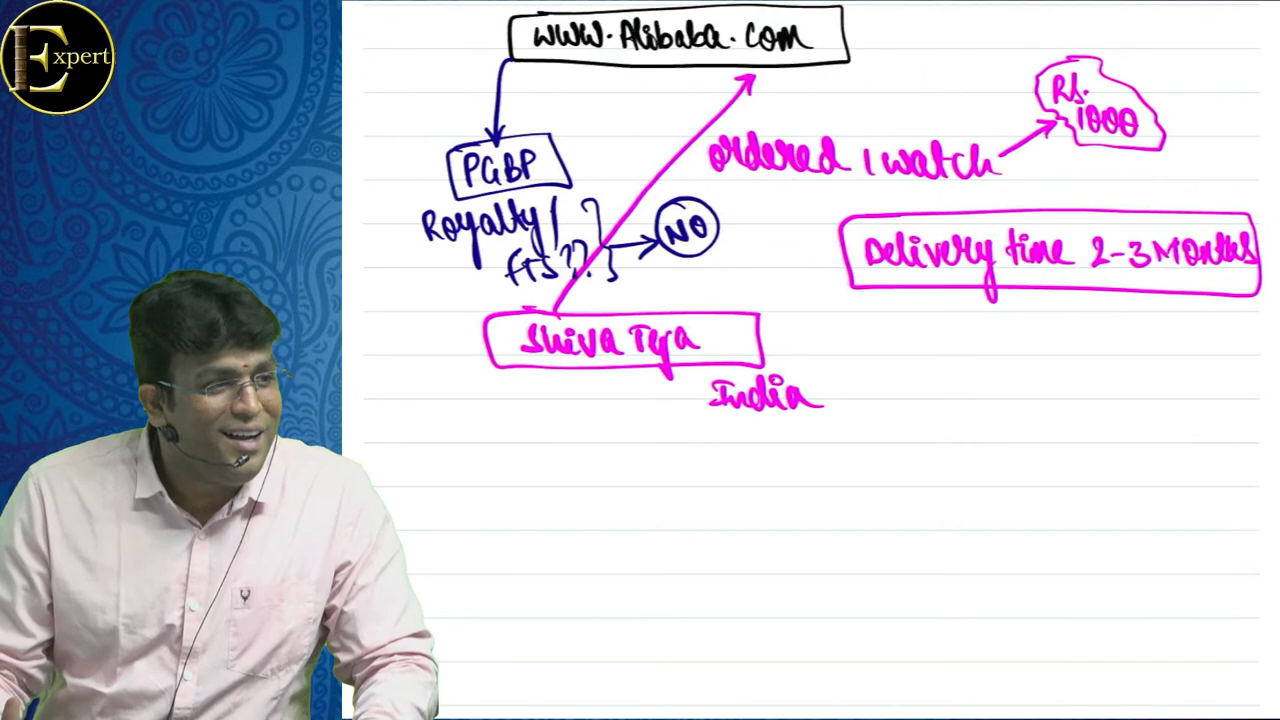 Expert
www.Alibaba.com
Rs.
1000
PGBP
ordered 1 watch
Royalty/
FTS??
NO
Delivery time 2-3 Months
Shiva Teja
India